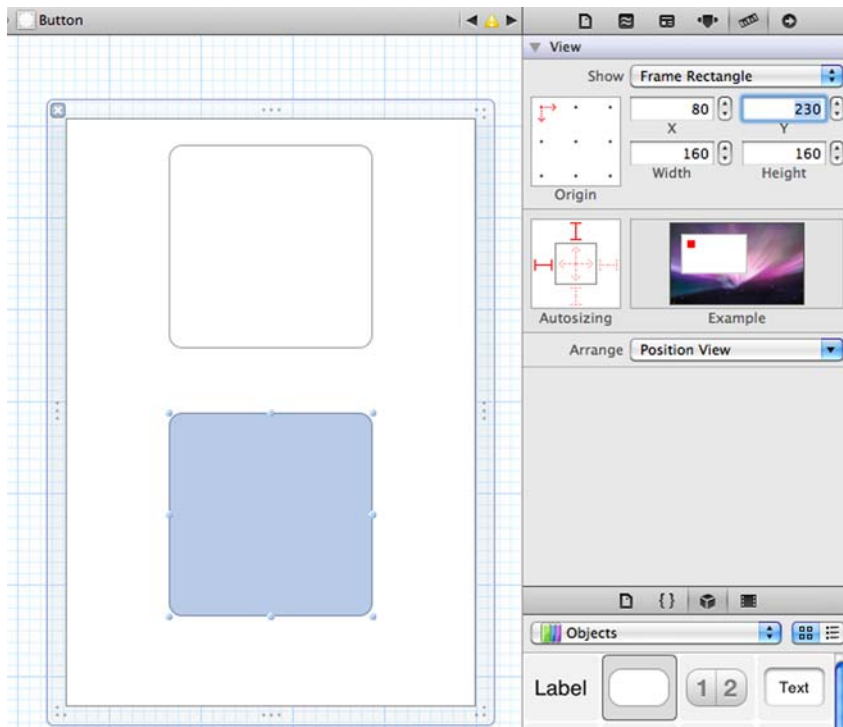 Button
View
Show Frame Rectangle
80 230
X Y
160 160
Width Height
Origin
Autosizing Example
Arrange Position View
{ }
Objects
Label 1 2 Text